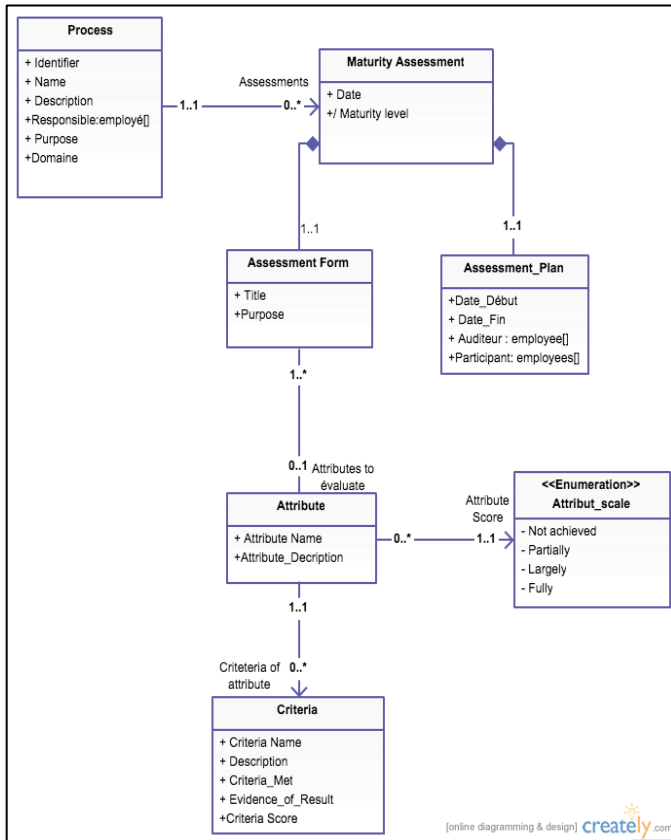 Process
+ Identifier
+ Name
+ Description
+Responsible:employé[]
+ Purpose
+Domaine
Assessments
1..1
0..*
Maturity Assessment
+ Date
+/ Maturity level
1..1
1..1
Assessment Form
+ Title
+Purpose
Assessment_Plan
+Date_Début
+ Date_Fin
+ Auditeur : employee[]
+Participant: employees[]
1..*
0..1
Attributes to
évaluate
Attribute
+ Attribute Name
+Attribute_Decription
Attribute
Score
0..*
1..1
<<Enumeration>>
Attribut_scale
- Not achieved
- Partially
- Largely
- Fully
1..1
Criteteria of
attribute
0..*
Criteria
+ Criteria Name
+ Description
+ Criteria_Met
+ Evidence_of_Result
+Criteria Score
[online diagramming & design] creately.com